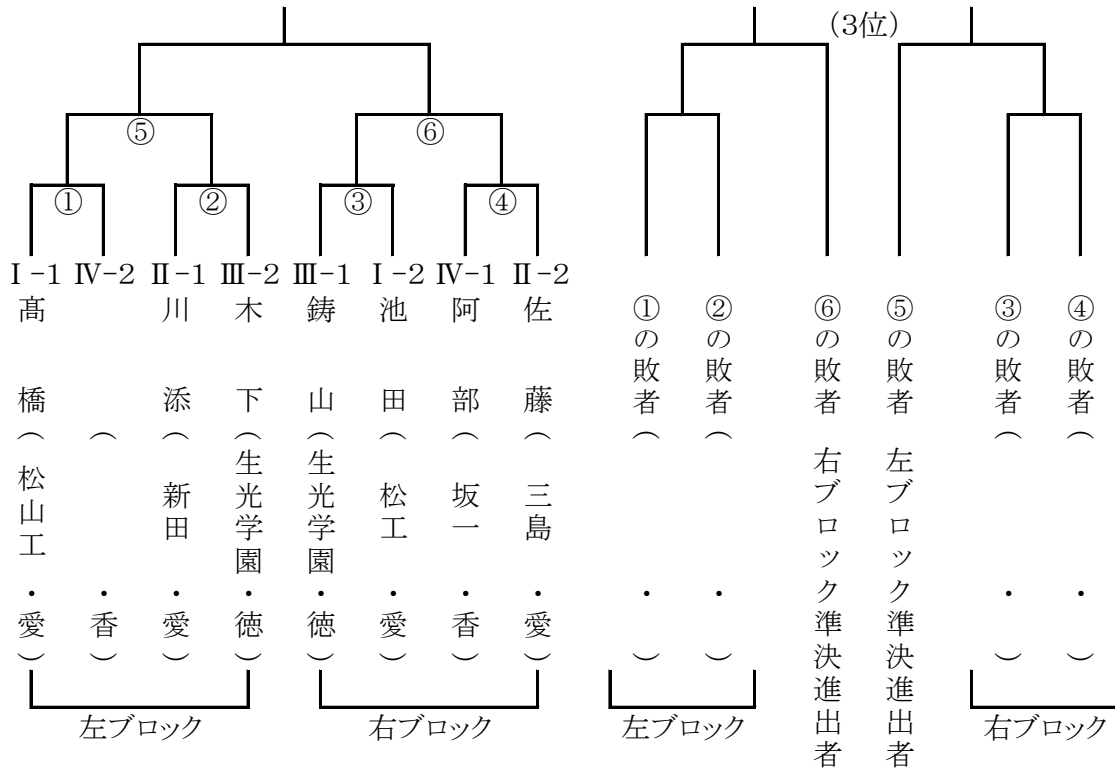 (3位)
⑤
⑥
①
②
③
④
Ⅰ-1 Ⅳ-2 Ⅱ-1 Ⅲ-2 Ⅲ-1 Ⅰ-2 Ⅳ-1 Ⅱ-2
髙橋(松山工・愛)
(・香)
川添(新田・愛)
木下(生光学園・徳)
鋳山(生光学園・徳)
池田(松工・愛)
阿部(坂一・香)
佐藤(三島・愛)
①の敗者(・)
②の敗者(・)
⑥の敗者 右ブロック準決進出者
⑤の敗者 左ブロック準決進出者
③の敗者(・)
④の敗者(・)
左ブロック
右ブロック
左ブロック
右ブロック